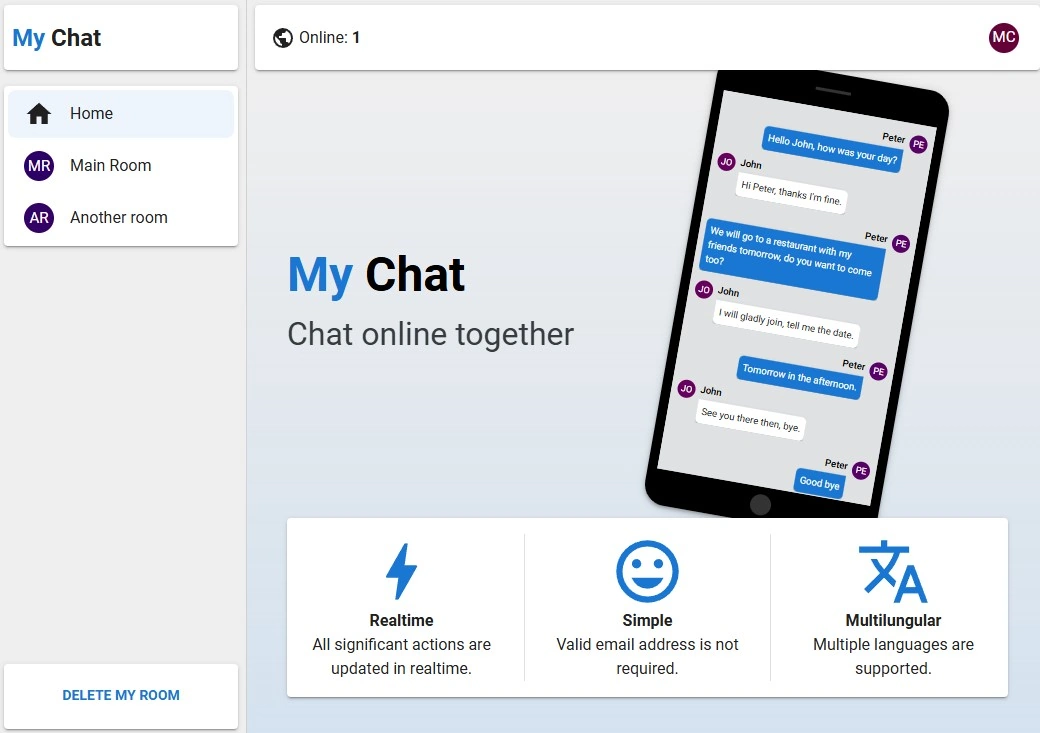 My Chat
Online: 1
MC
Home
MR Main Room
AR Another room
DELETE MY ROOM
My Chat
Chat online together
Peter PE
Hello John, how was your day?
JO John
Hi Peter, thanks I'm fine.
Peter PE
We will go to a restaurant with my
friends tomorrow, do you want to come
too?
JO John
I will gladly join, tell me the date.
Peter PE
Tomorrow in the afternoon.
JO John
See you there then, bye.
Peter PE
Good bye
Realtime
All significant actions are
updated in realtime.
Simple
Valid email address is not
required.
文A
Multilungular
Multiple languages are
supported.